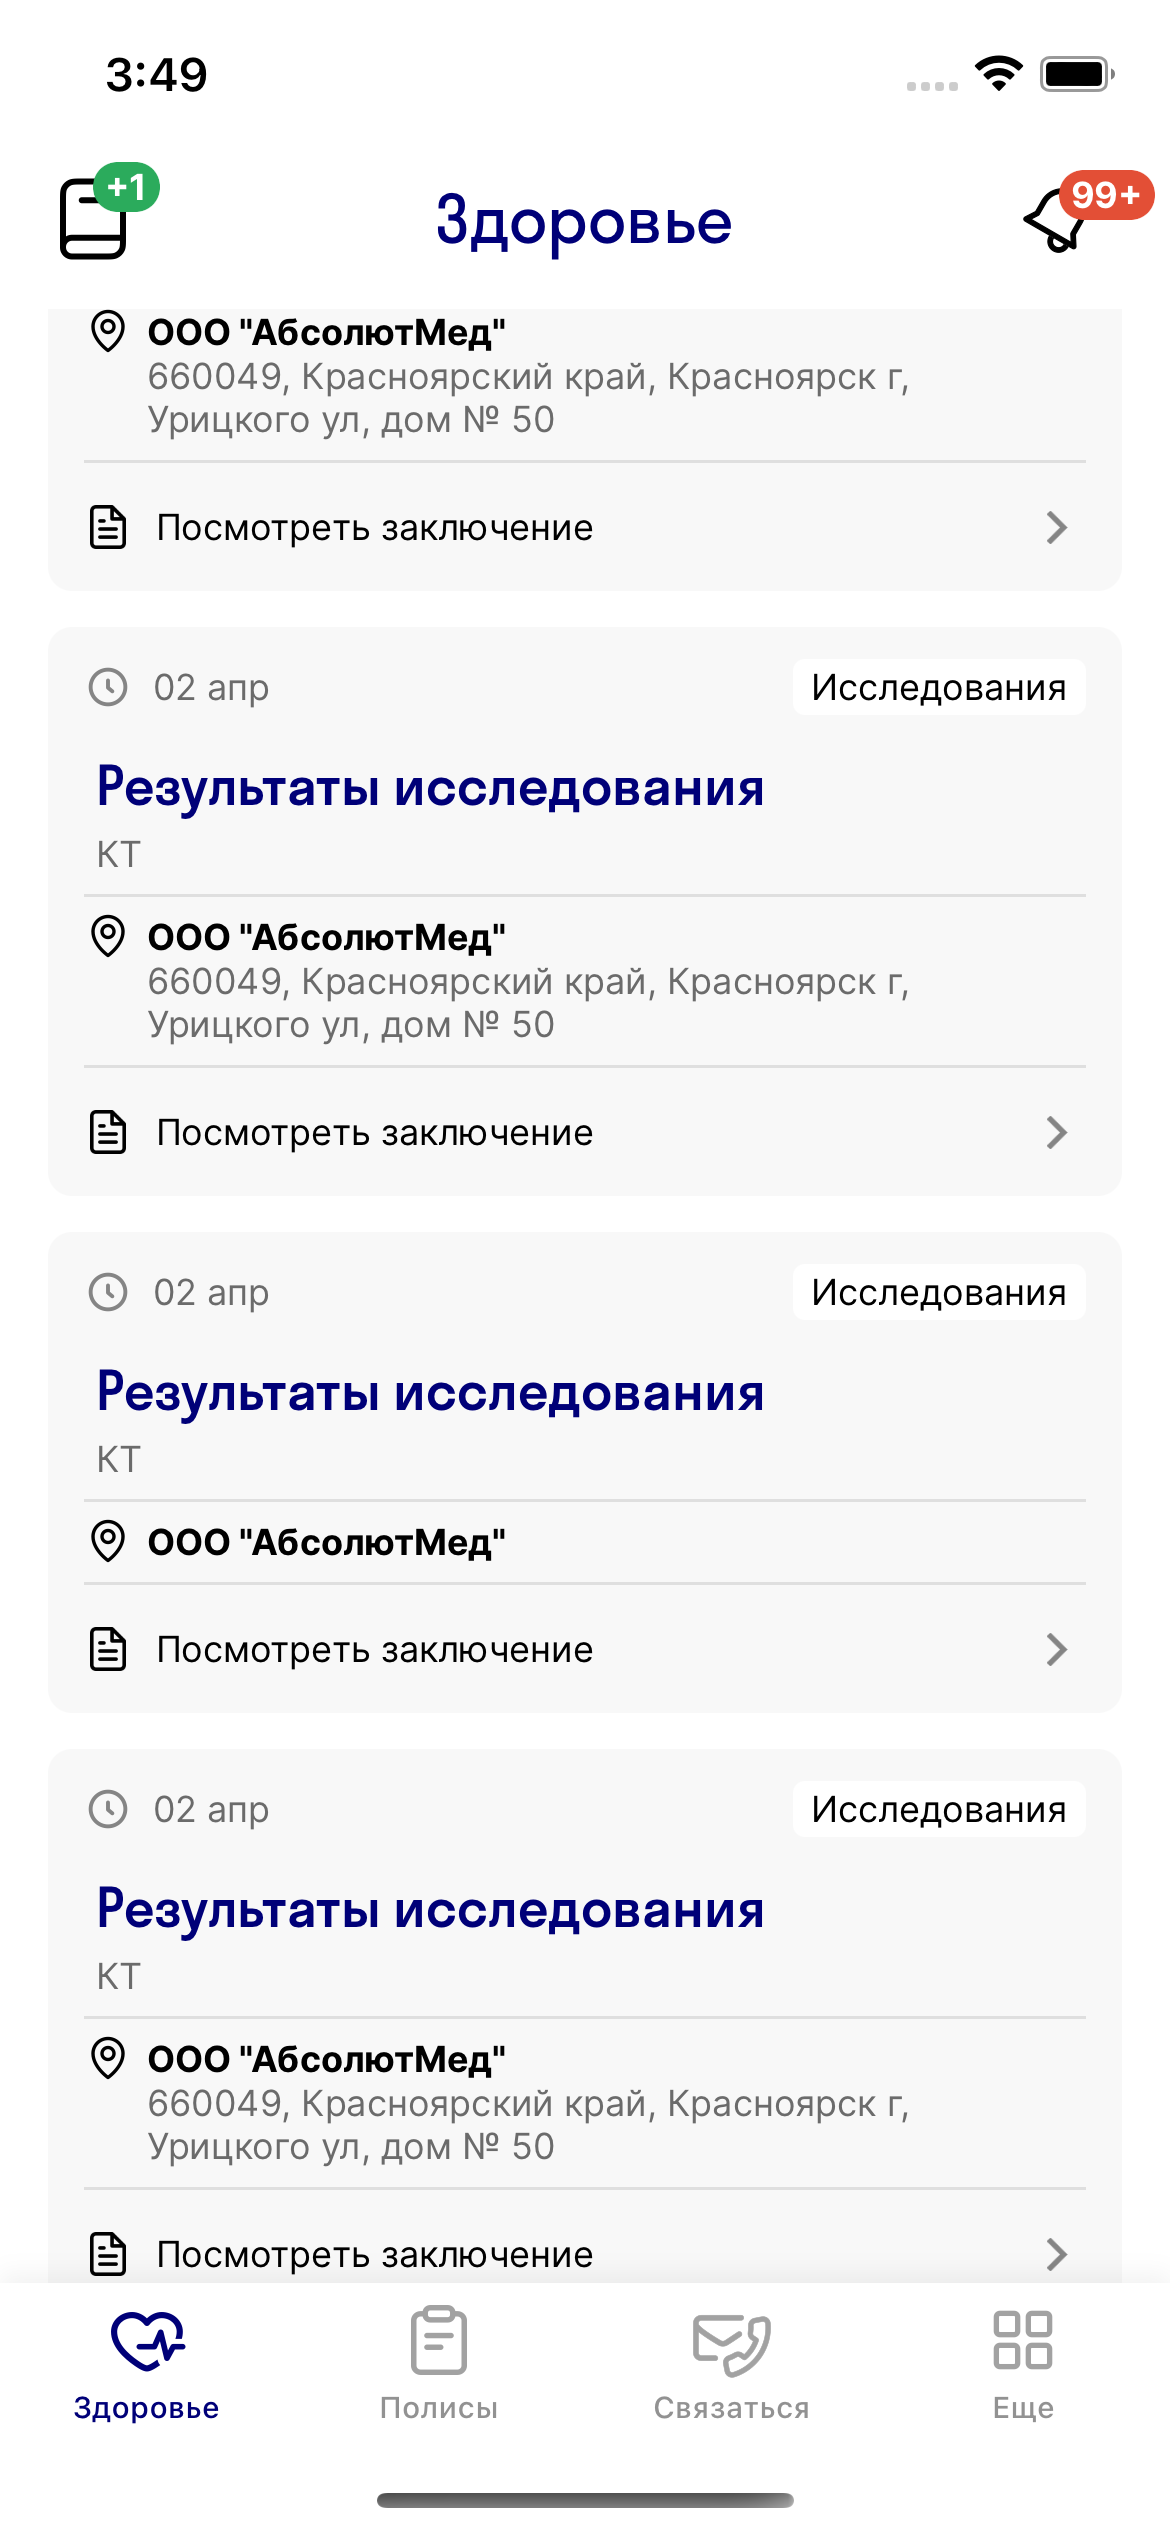 3:49
+1
Здоровье
99+
ООО "АбсолютМед"
660049, Красноярский край, Красноярск г,
Урицкого ул, дом № 50
Посмотреть заключение
02 апр
Исследования
Результаты исследования
КТ
ООО "АбсолютМед"
660049, Красноярский край, Красноярск г,
Урицкого ул, дом № 50
Посмотреть заключение
02 апр
Исследования
Результаты исследования
КТ
ООО "АбсолютМед"
Посмотреть заключение
02 апр
Исследования
Результаты исследования
КТ
ООО "АбсолютМед"
660049, Красноярский край, Красноярск г,
Урицкого ул, дом № 50
Посмотреть заключение
Здоровье
Полисы
Связаться
Еще